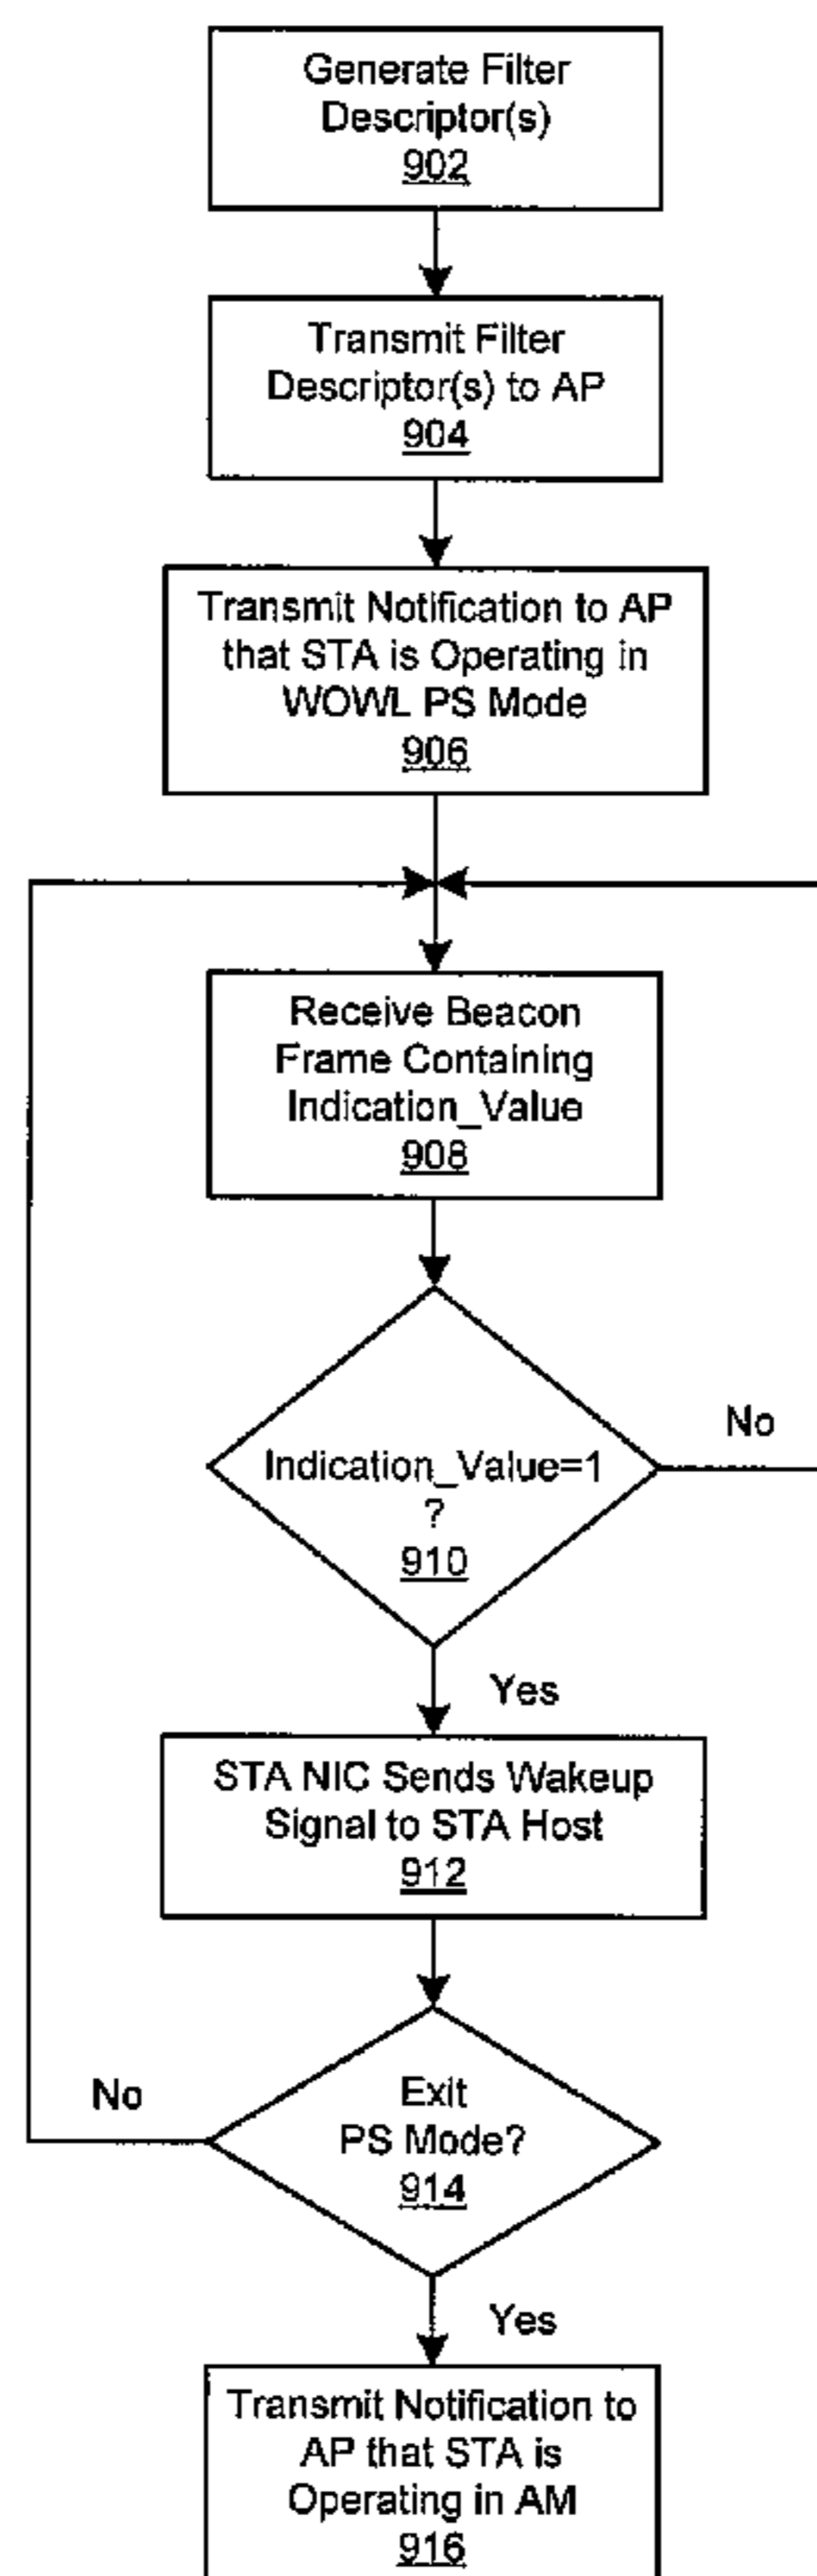 Generate Filter
Descriptor(s)
902
Transmit Filter
Descriptor(s) to AP
904
Transmit Notification to AP
that STA is Operating in
WOWL PS Mode
906
Receive Beacon
Frame Containing
Indication_Value
908
Indication_Value=1
?
910
No
Yes
STA NIC Sends Wakeup
Signal to STA Host
912
Exit
PS Mode?
914
No
Yes
Transmit Notification to
AP that STA is
Operating in AM
916